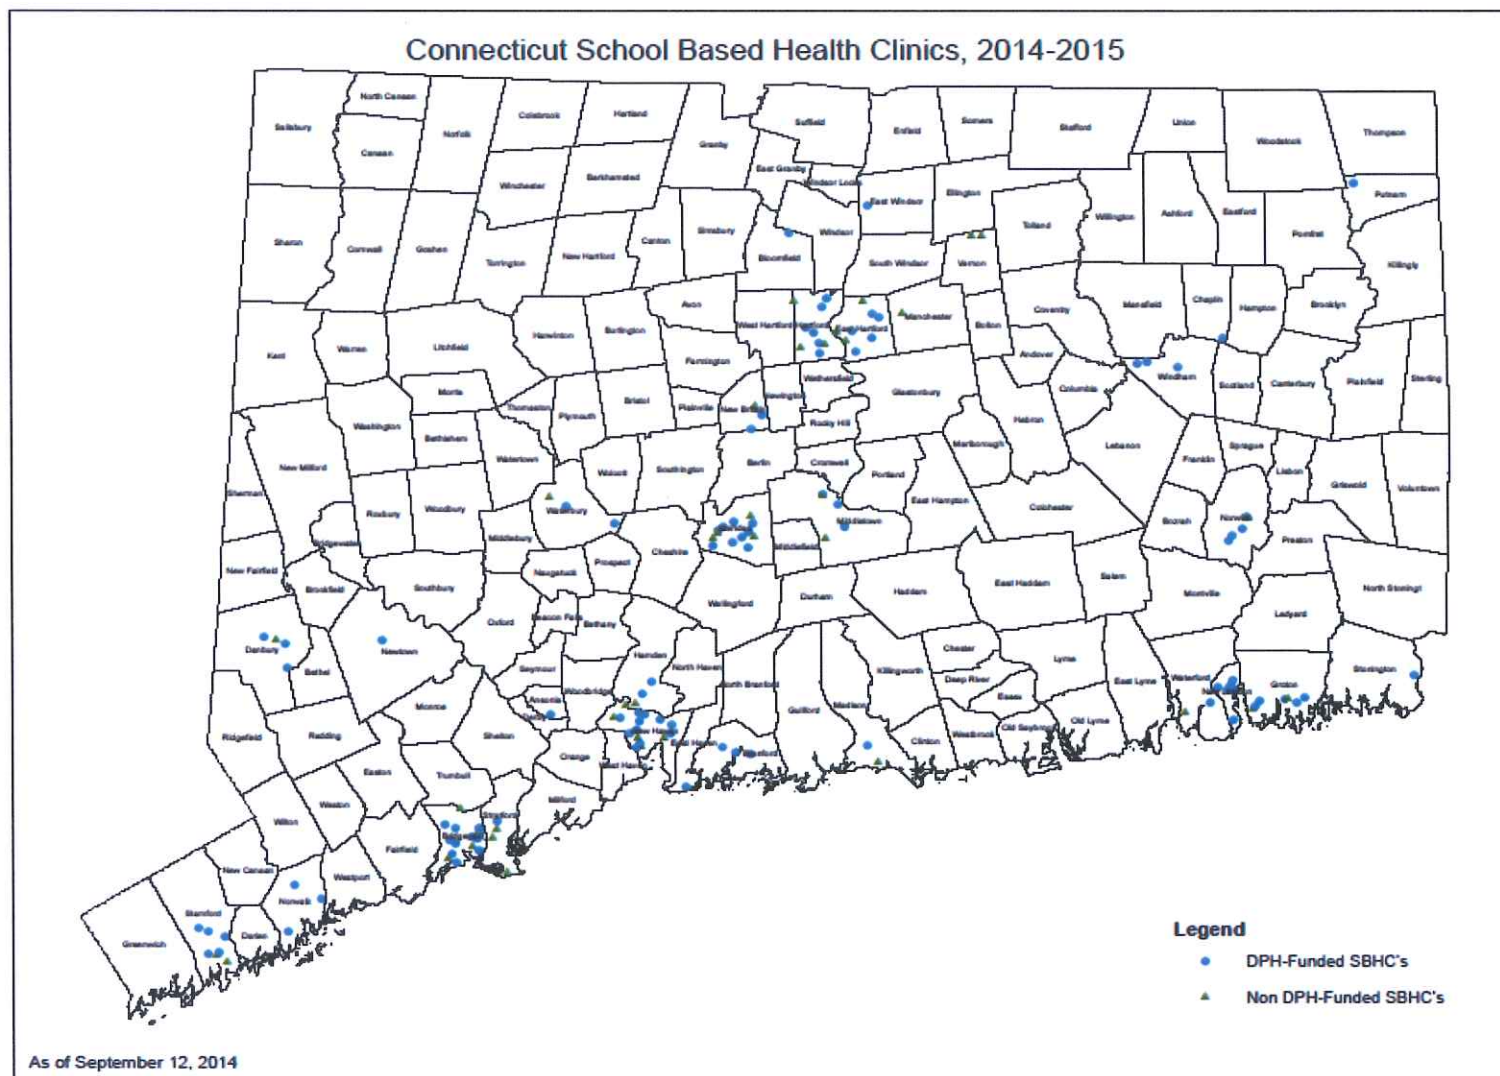 Connecticut School Based Health Clinics, 2014-2015
North Canaan
Salisbury
Canaan
Norfolk
Colebrook
Hartland
Granby
Suffield
Enfield
Somers
Stafford
Union
Woodstock
Thompson
East Granby
Windsor Locks
East Windsor
Ellington
Putnam
Winchester
Barkhamsted
Willington
Ashford
Eastford
Pomfret
Killingly
Sharon
Cornwall
Goshen
Torrington
New Hartford
Canton
Simsbury
Bloomfield
Windsor
South Windsor
Vernon
Tolland
Kent
Warren
Litchfield
Harwinton
Burlington
Avon
West Hartford
Hartford
East Hartford
Manchester
Bolton
Coventry
Mansfield
Chaplin
Hampton
Brooklyn
Farmington
Andover
Columbia
Windham
Scotland
Canterbury
Plainfield
Sterling
Morris
Washington
Bethlehem
Thomaston
Plymouth
Bristol
Plainville
New Britain
Newington
Wethersfield
Rocky Hill
Glastonbury
Marlborough
Hebron
Lebanon
Franklin
Sprague
Lisbon
Griswold
Voluntown
New Milford
Sherman
Roxbury
Woodbury
Watertown
Wolcott
Southington
Berlin
Cromwell
Portland
East Hampton
Colchester
Bozrah
Norwich
Preston
Bridgewater
Middlebury
Waterbury
Cheshire
Middlefield
Middletown
New Fairfield
Brookfield
Southbury
Naugatuck
Prospect
Wallingford
Durham
Haddam
East Haddam
Salem
Montville
Ledyard
North Stonington
Danbury
Bethel
Newtown
Oxford
Beacon Falls
Bethany
Seymour
Woodbridge
Hamden
North Haven
North Branford
Guilford
Madison
Killingworth
Chester
Deep River
Essex
Lyme
East Lyme
Waterford
New London
Groton
Stonington
Ridgefield
Redding
Monroe
Shelton
Ansonia
Derby
Orange
New Haven
West Haven
East Haven
Branford
Clinton
Westbrook
Old Saybrook
Old Lyme
Wilton
Weston
Easton
Trumbull
Milford
Stratford
Fairfield
New Canaan
Norwalk
Westport
Greenwich
Stamford
Darien
Legend
DPH-Funded SBHC's
Non DPH-Funded SBHC's
As of September 12, 2014